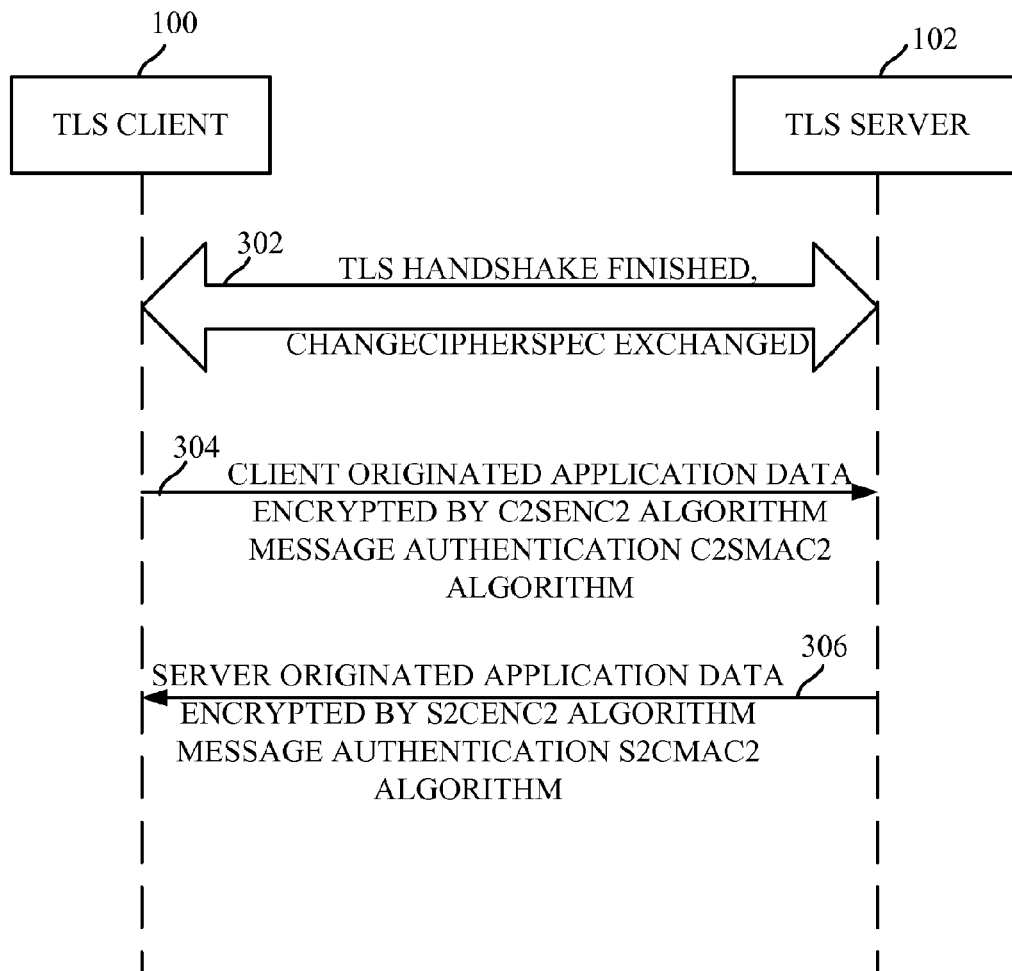 100
102
TLS CLIENT
TLS SERVER
302
TLS HANDSHAKE FINISHED,
CHANGECIPHERSPEC EXCHANGED
304
CLIENT ORIGINATED APPLICATION DATA
ENCRYPTED BY C2SENC2 ALGORITHM
MESSAGE AUTHENTICATION C2SMAC2
ALGORITHM
306
SERVER ORIGINATED APPLICATION DATA
ENCRYPTED BY S2CENC2 ALGORITHM
MESSAGE AUTHENTICATION S2CMAC2
ALGORITHM